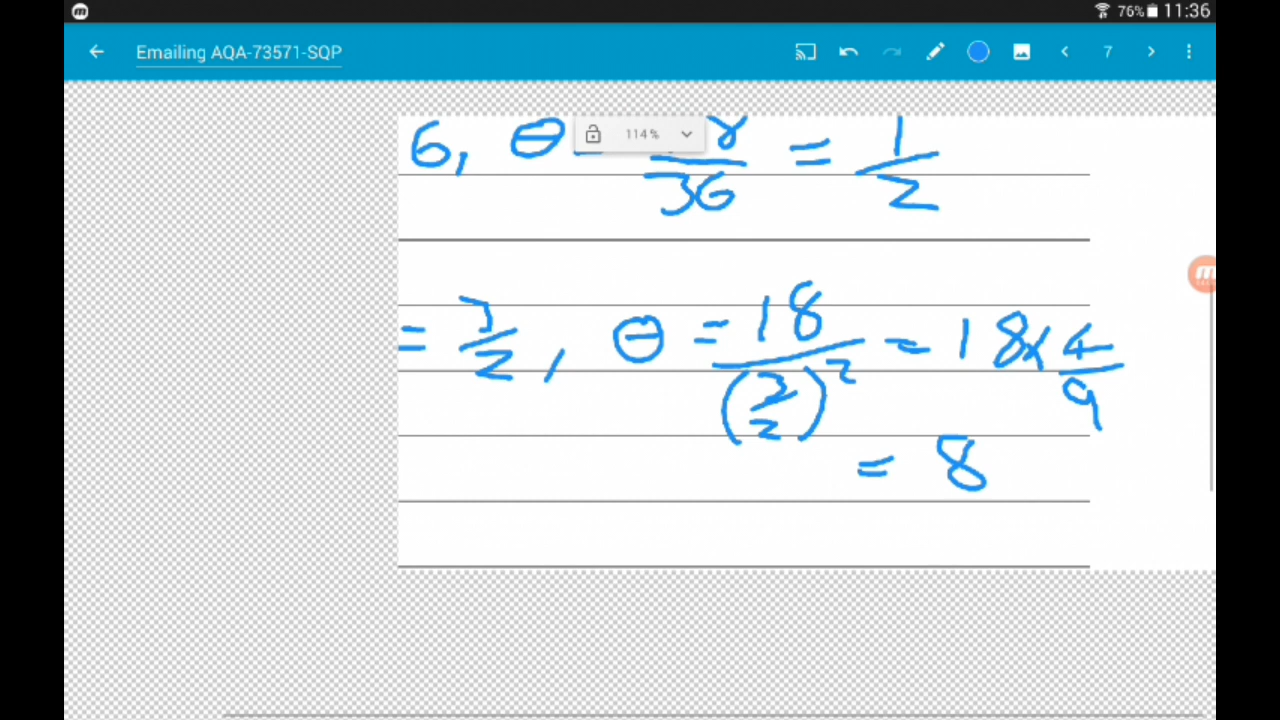 76% 11:36
Emailing AQA-73571-SQP 7
114%
6, θ = 18/36 = 1/2
= 3/2, θ = 18/(3/2)² = 18 × 4/9
= 8